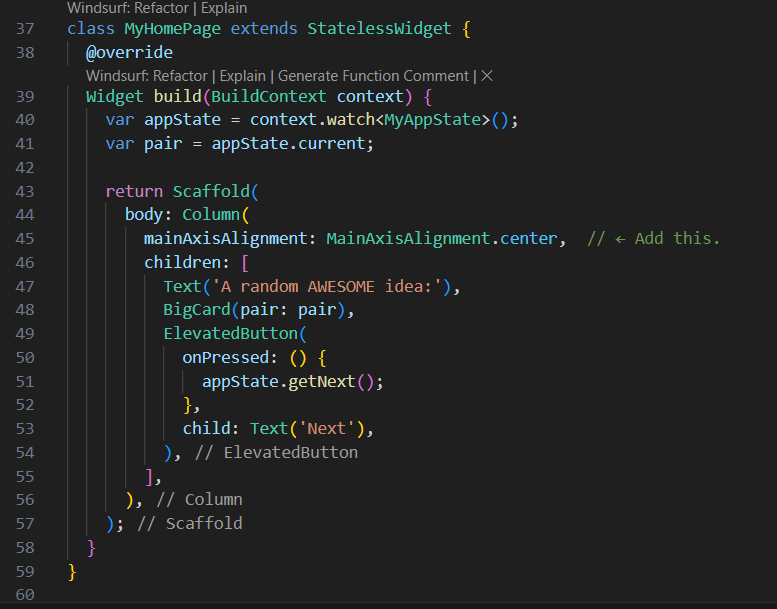 Windsurf: Refactor | Explain
37 class MyHomePage extends StatelessWidget {
38   @override
Windsurf: Refactor | Explain | Generate Function Comment | ✕
39   Widget build(BuildContext context) {
40     var appState = context.watch<MyAppState>();
41     var pair = appState.current;
42
43     return Scaffold(
44       body: Column(
45         mainAxisAlignment: MainAxisAlignment.center,  // ← Add this.
46         children: [
47           Text('A random AWESOME idea:'),
48           BigCard(pair: pair),
49           ElevatedButton(
50             onPressed: () {
51               appState.getNext();
52             },
53             child: Text('Next'),
54           ), // ElevatedButton
55         ],
56       ), // Column
57     ); // Scaffold
58   }
59 }
60